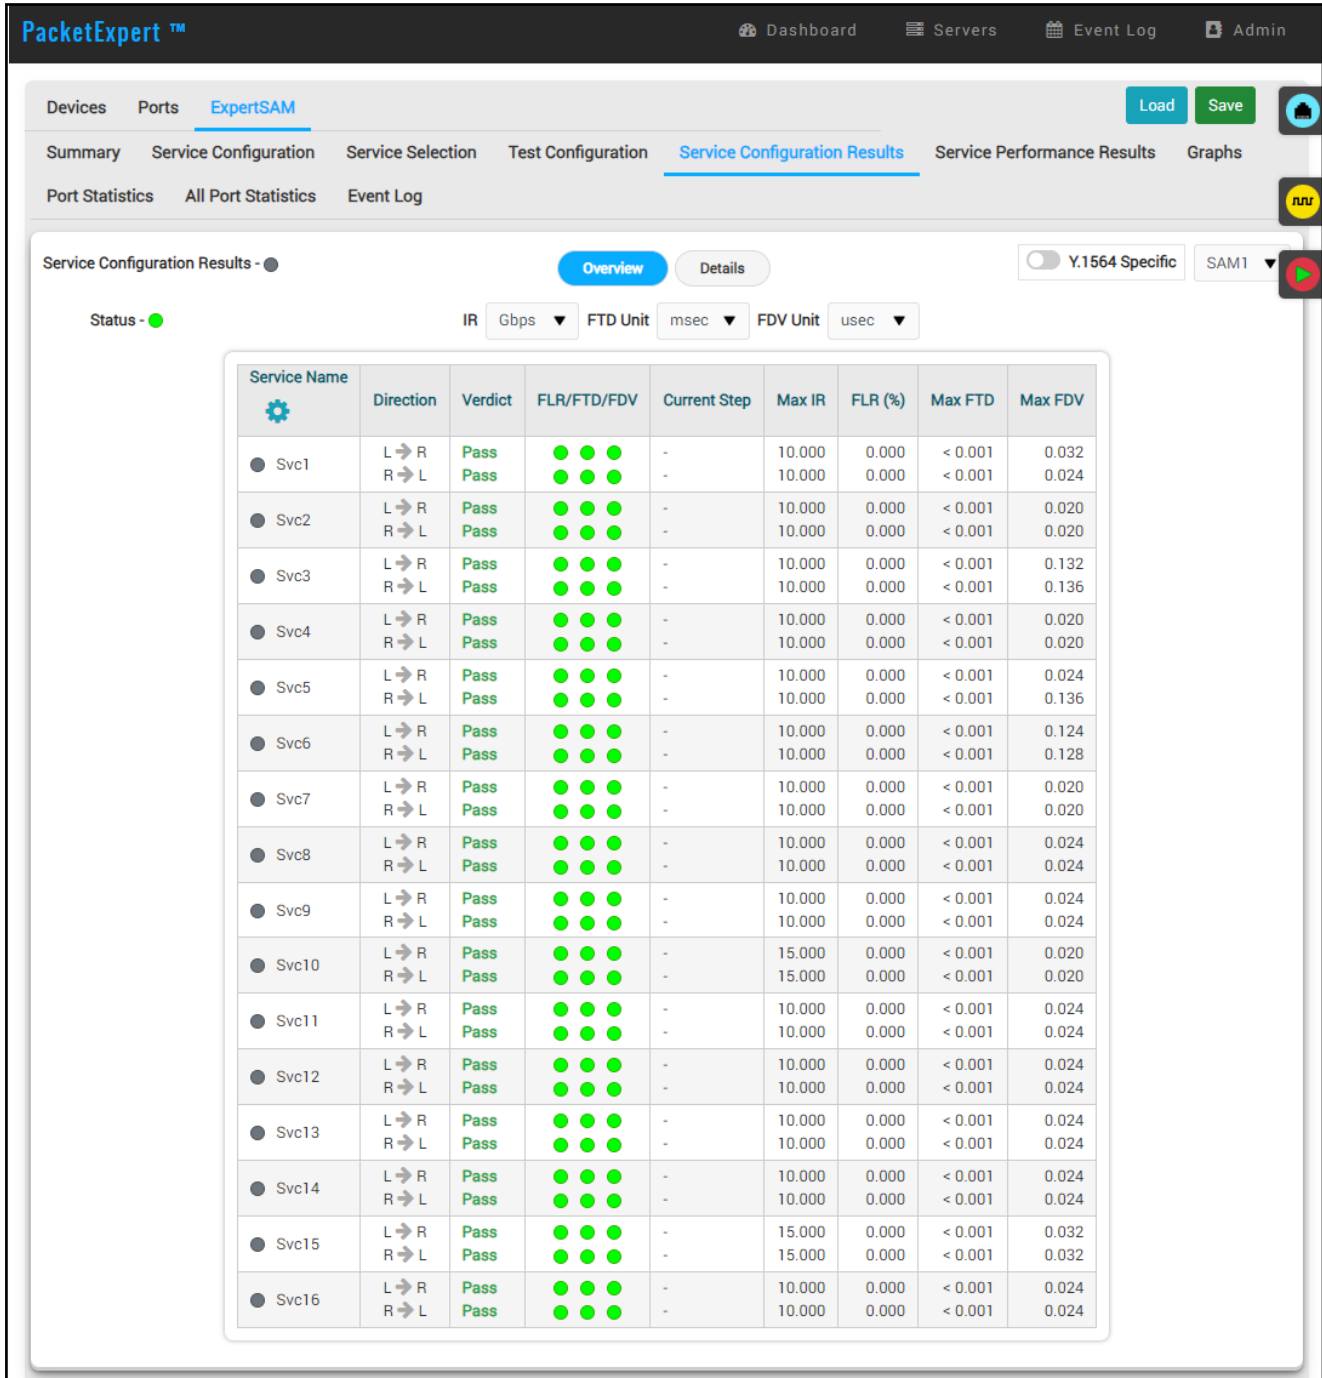 PacketExpert ™
Dashboard Servers Event Log Admin
Devices Ports ExpertSAM Load Save
Summary Service Configuration Service Selection Test Configuration Service Configuration Results Service Performance Results Graphs
Port Statistics All Port Statistics Event Log
Service Configuration Results - Overview Details Y.1564 Specific SAM1
Status - IR Gbps FTD Unit msec FDV Unit usec
Service Name Direction Verdict FLR/FTD/FDV Current Step Max IR FLR (%) Max FTD Max FDV
Svc1
L R Pass - 10.000 0.000 < 0.001 0.032
R L Pass - 10.000 0.000 < 0.001 0.024
Svc2
L R Pass - 10.000 0.000 < 0.001 0.020
R L Pass - 10.000 0.000 < 0.001 0.020
Svc3
L R Pass - 10.000 0.000 < 0.001 0.132
R L Pass - 10.000 0.000 < 0.001 0.136
Svc4
L R Pass - 10.000 0.000 < 0.001 0.020
R L Pass - 10.000 0.000 < 0.001 0.020
Svc5
L R Pass - 10.000 0.000 < 0.001 0.024
R L Pass - 10.000 0.000 < 0.001 0.136
Svc6
L R Pass - 10.000 0.000 < 0.001 0.124
R L Pass - 10.000 0.000 < 0.001 0.128
Svc7
L R Pass - 10.000 0.000 < 0.001 0.020
R L Pass - 10.000 0.000 < 0.001 0.020
Svc8
L R Pass - 10.000 0.000 < 0.001 0.024
R L Pass - 10.000 0.000 < 0.001 0.024
Svc9
L R Pass - 10.000 0.000 < 0.001 0.024
R L Pass - 10.000 0.000 < 0.001 0.024
Svc10
L R Pass - 15.000 0.000 < 0.001 0.020
R L Pass - 15.000 0.000 < 0.001 0.020
Svc11
L R Pass - 10.000 0.000 < 0.001 0.024
R L Pass - 10.000 0.000 < 0.001 0.024
Svc12
L R Pass - 10.000 0.000 < 0.001 0.024
R L Pass - 10.000 0.000 < 0.001 0.024
Svc13
L R Pass - 10.000 0.000 < 0.001 0.024
R L Pass - 10.000 0.000 < 0.001 0.024
Svc14
L R Pass - 10.000 0.000 < 0.001 0.024
R L Pass - 10.000 0.000 < 0.001 0.024
Svc15
L R Pass - 15.000 0.000 < 0.001 0.032
R L Pass - 15.000 0.000 < 0.001 0.032
Svc16
L R Pass - 10.000 0.000 < 0.001 0.024
R L Pass - 10.000 0.000 < 0.001 0.024